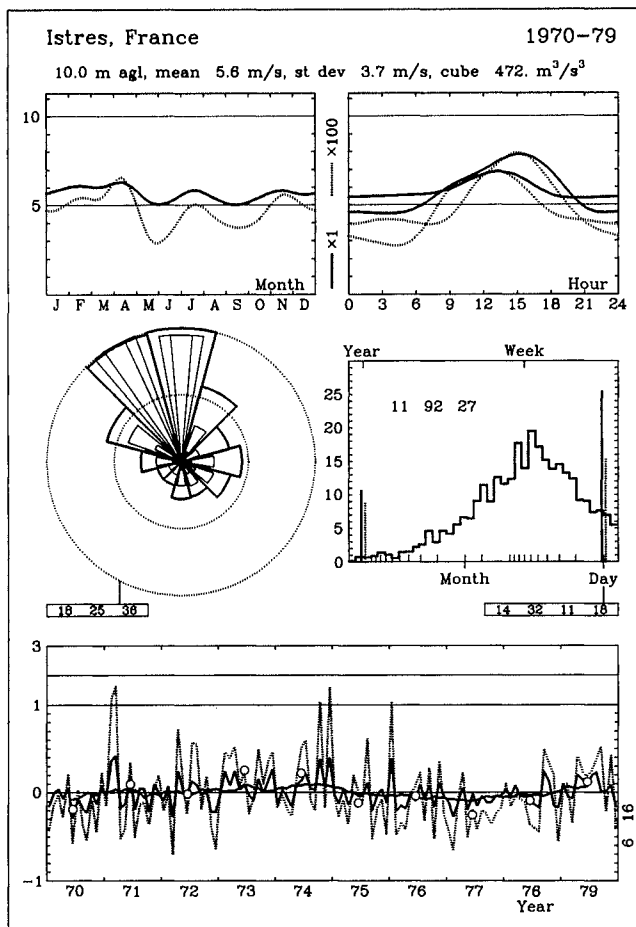 Istres, France 1970-79
10.0 m agl, mean 5.6 m/s, st dev 3.7 m/s, cube 472. m³/s³
10
5
Month
J F M A M J J A S O N D
×1 ×100
Hour
0 3 6 9 12 15 18 21 24
18 25 36
Year Week
25
20
15
10
5
0
11 92 27
Month Day
14 32 11 18
3
1
0
-1
70 71 72 73 74 75 76 77 78 79
Year
6 16